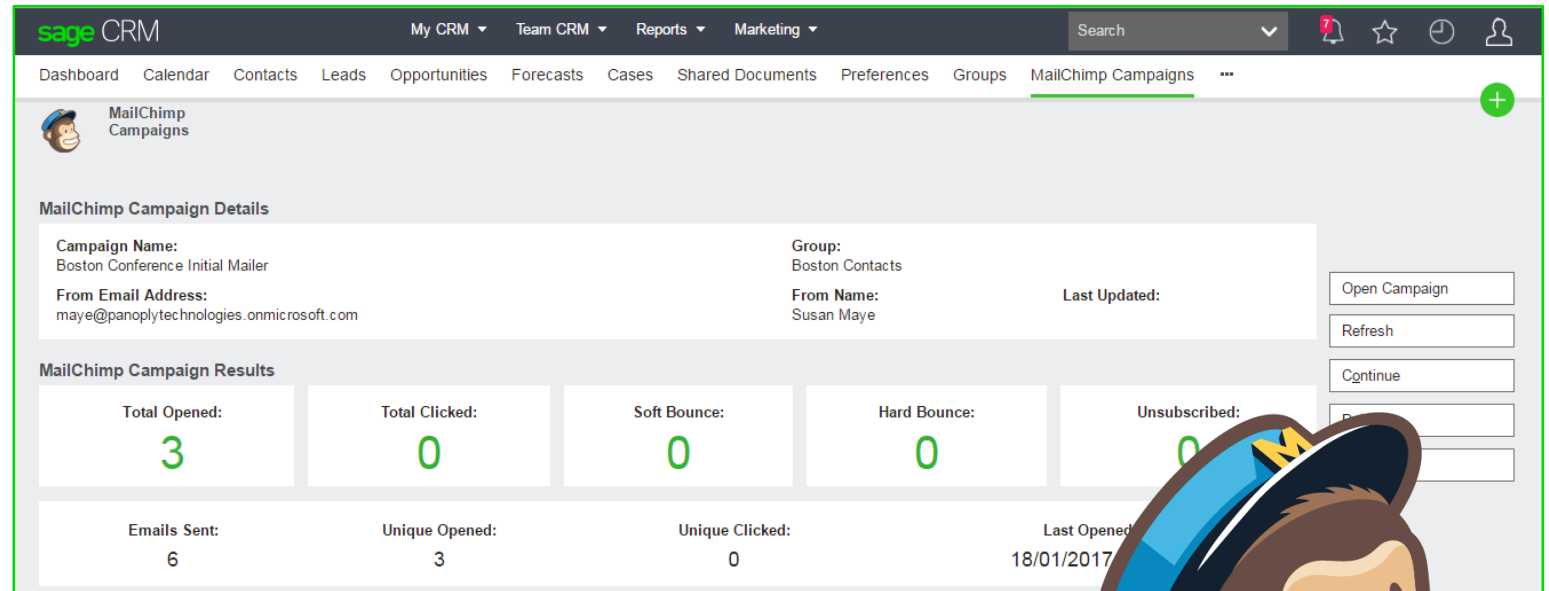 sage CRM My CRM Team CRM Reports Marketing Search 7
Dashboard Calendar Contacts Leads Opportunities Forecasts Cases Shared Documents Preferences Groups MailChimp Campaigns ...
MailChimp
Campaigns
MailChimp Campaign Details
Campaign Name: Group:
Boston Conference Initial Mailer Boston Contacts
From Email Address: From Name: Last Updated:
maye@panoplytechnologies.onmicrosoft.com Susan Maye
Open Campaign
Refresh
Continue
MailChimp Campaign Results
Total Opened: Total Clicked: Soft Bounce: Hard Bounce: Unsubscribed:
3 0 0 0 0
Emails Sent: Unique Opened: Unique Clicked: Last Opened
6 3 0 18/01/2017
M